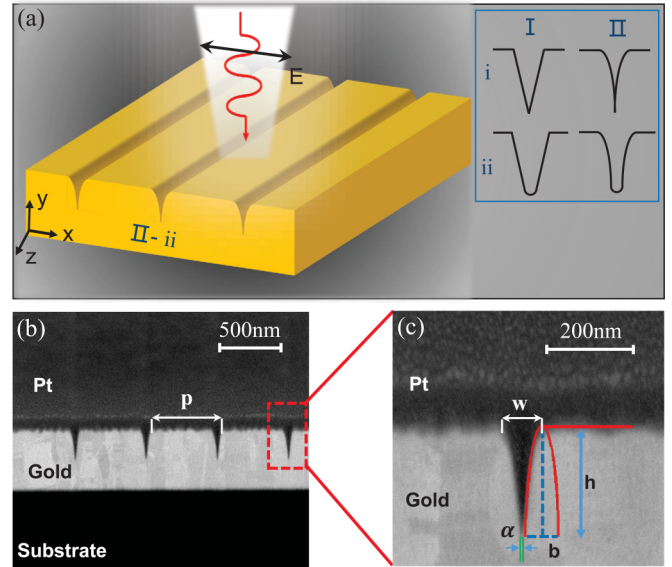 (a)
E
I
II
i
ii
y
x
z
II- ii
(b)
500nm
Pt
p
Gold
Substrate
(c)
200nm
Pt
w
h
Gold
α
b